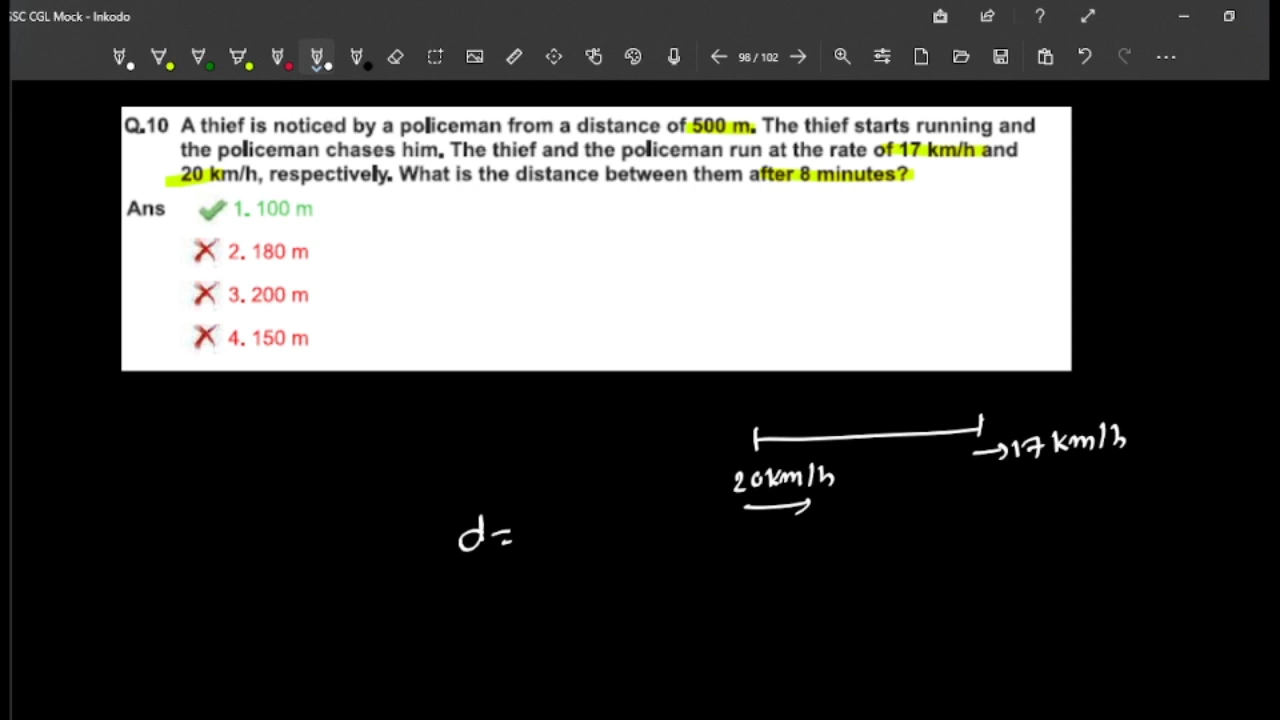 SSC CGL Mock - Inkodo
98 / 102
Q.10 A thief is noticed by a policeman from a distance of 500 m. The thief starts running and
the policeman chases him. The thief and the policeman run at the rate of 17 km/h and
20 km/h, respectively. What is the distance between them after 8 minutes?
Ans 1. 100 m
2. 180 m
3. 200 m
4. 150 m
→17 km/h
20km/h
d=